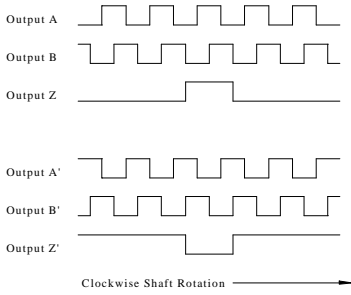 Output A
Output B
Output Z
Output A'
Output B'
Output Z'
Clockwise Shaft Rotation